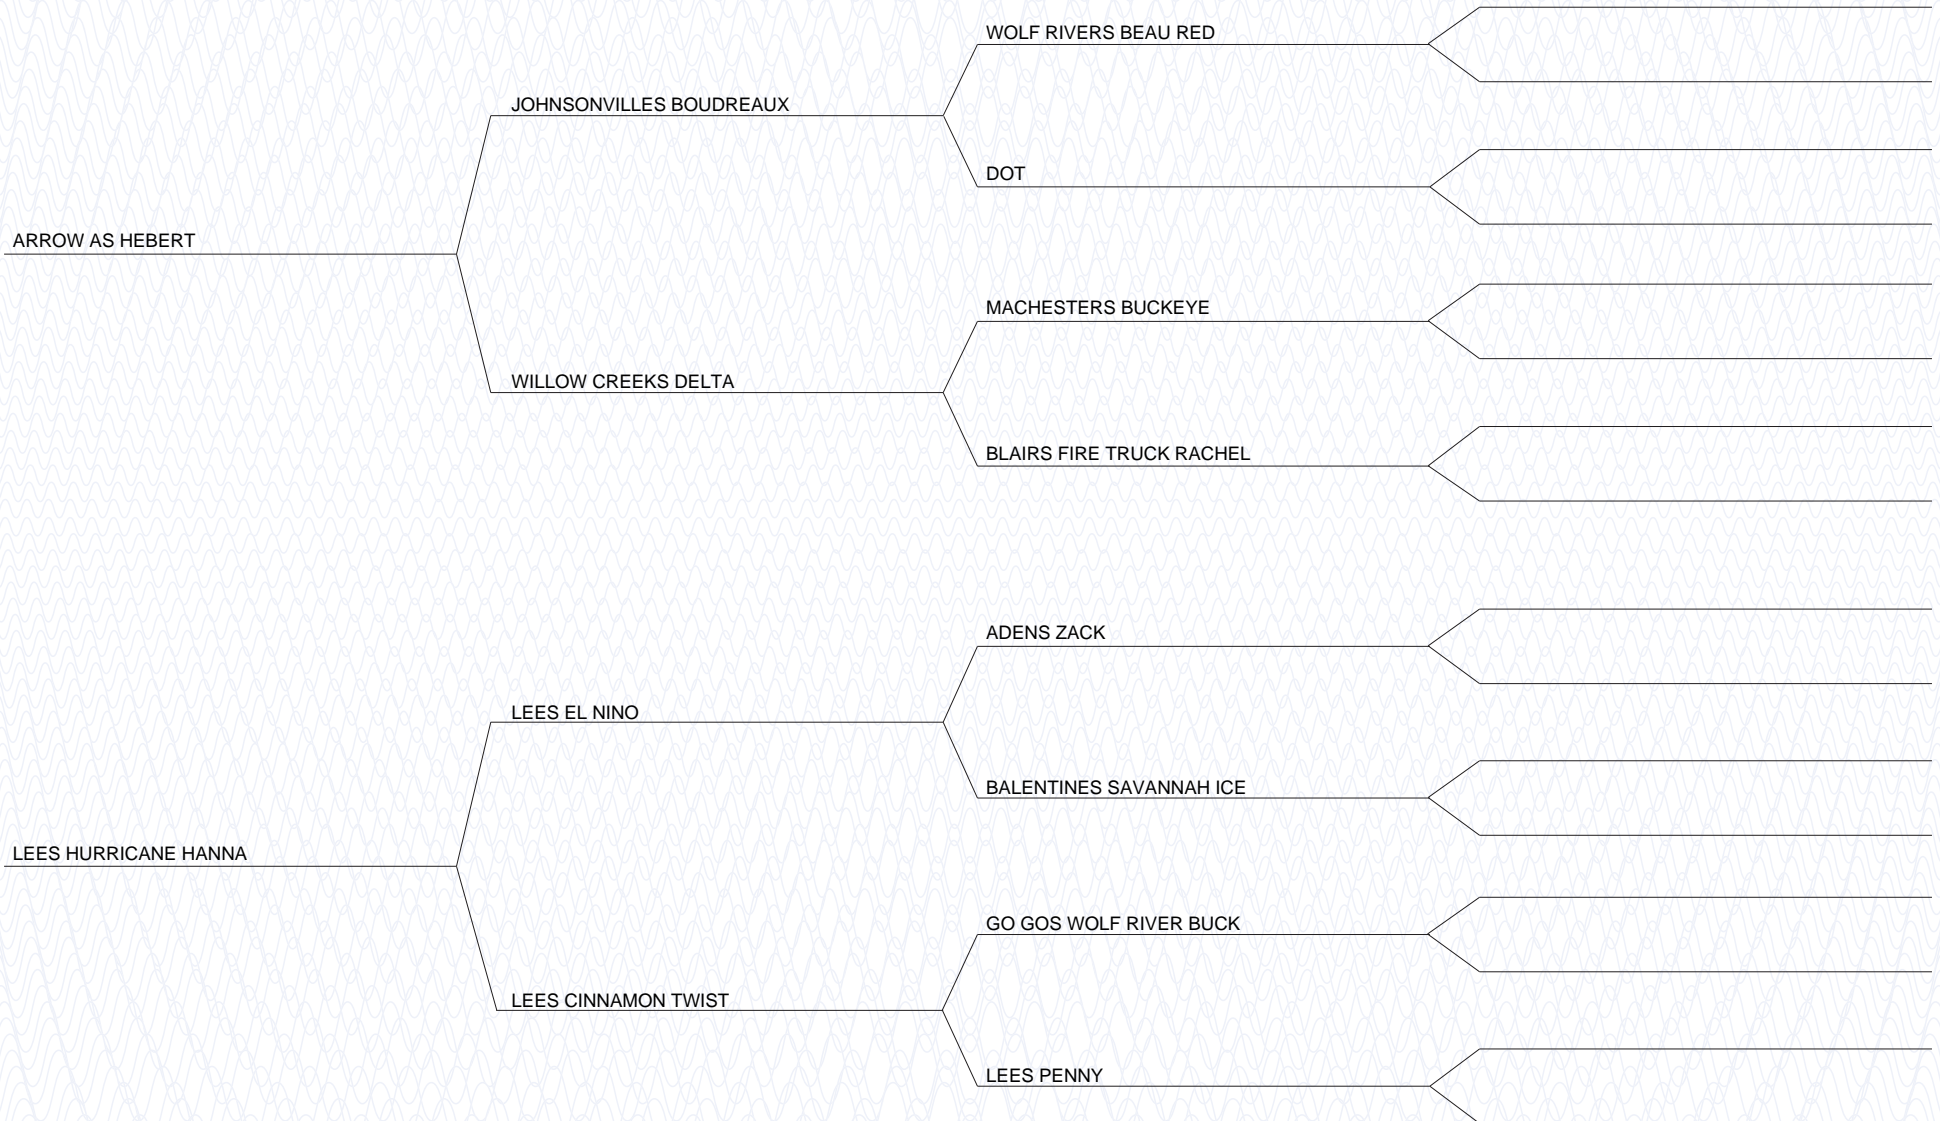 WOLF RIVERS BEAU RED
JOHNSONVILLES BOUDREAUX
DOT
ARROW AS HEBERT
MACHESTERS BUCKEYE
WILLOW CREEKS DELTA
BLAIRS FIRE TRUCK RACHEL
ADENS ZACK
LEES EL NINO
BALENTINES SAVANNAH ICE
LEES HURRICANE HANNA
GO GOS WOLF RIVER BUCK
LEES CINNAMON TWIST
LEES PENNY